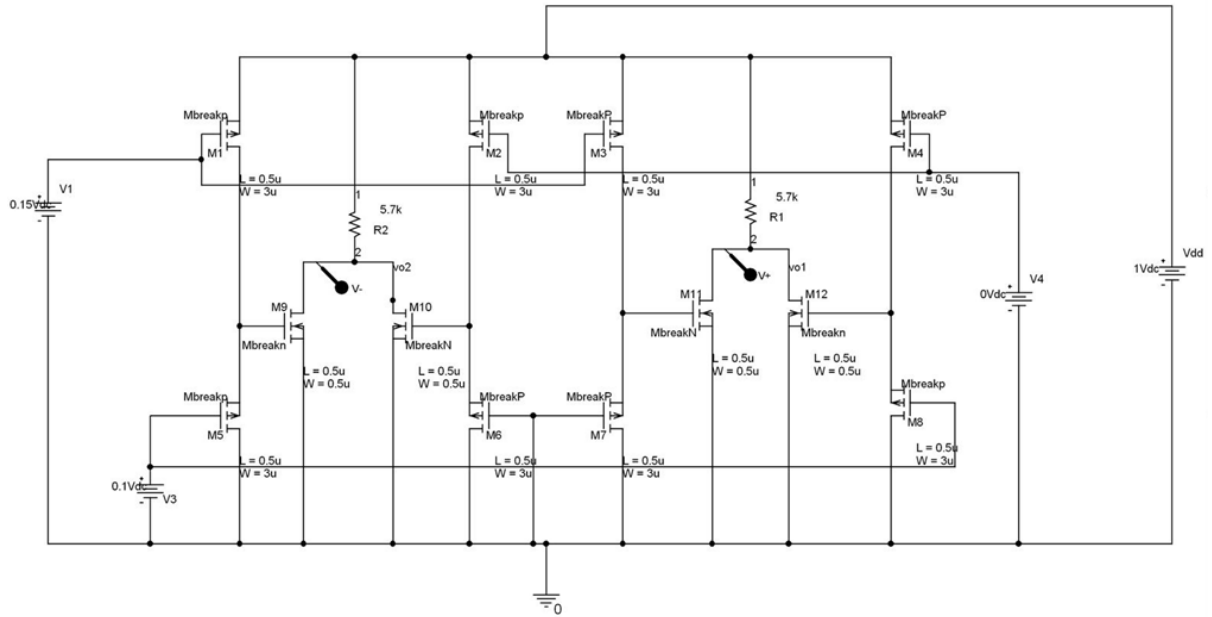 Mbreakp
Mbreakp
MbreakP
MbreakP
M1
M2
M3
M4
L = 0.5u
W = 3u
L = 0.5u
W = 3u
L = 0.5u
W = 3u
L = 0.5u
W = 3u
V1
0.15Vdc
+
-
1
5.7k
R2
2
vo2
V-
1
5.7k
R1
2
vo1
V+
Vdd
1Vdc
+
-
V4
0Vdc
+
-
M9
M10
M11
M12
Mbreakn
MbreakN
MbreakN
Mbreakn
L = 0.5u
W = 0.5u
L = 0.5u
W = 0.5u
L = 0.5u
W = 0.5u
L = 0.5u
W = 0.5u
Mbreakp
MbreakP
MbreakP
Mbreakp
M5
M6
M7
M8
L = 0.5u
W = 3u
L = 0.5u
W = 3u
L = 0.5u
W = 3u
L = 0.5u
W = 3u
0.1Vdc
+
-
V3
0